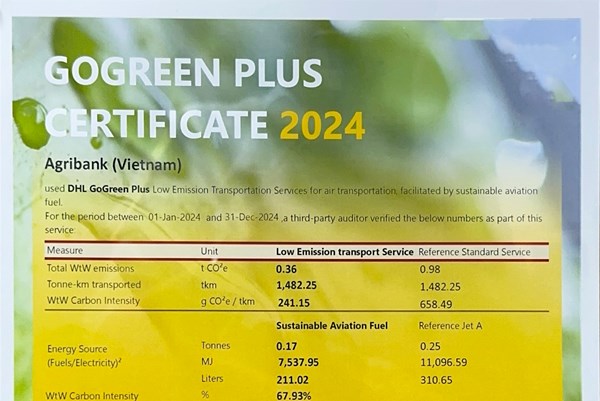 GOGREEN PLUS
CERTIFICATE 2024
Agribank (Vietnam)
used DHL GoGreen Plus Low Emission Transportation Services for air transportation, facilitated by sustainable aviation
fuel.
For the period between 01-Jan-2024 and 31-Dec-2024 ,a third-party auditor verified the below numbers as part of this
service:
Measure Unit Low Emission transport Service Reference Standard Service
Total WtW emissions t CO²e 0.36 0.98
Tonne-km transported tkm 1,482.25 1,482.25
WtW Carbon Intensity g CO²e / tkm 241.15 658.49
Sustainable Aviation Fuel Reference Jet A
Energy Source Tonnes 0.17 0.25
(Fuels/Electricity)² MJ 7,537.95 11,096.59
Liters 211.02 310.65
WtW Carbon Intensity % 67.93%